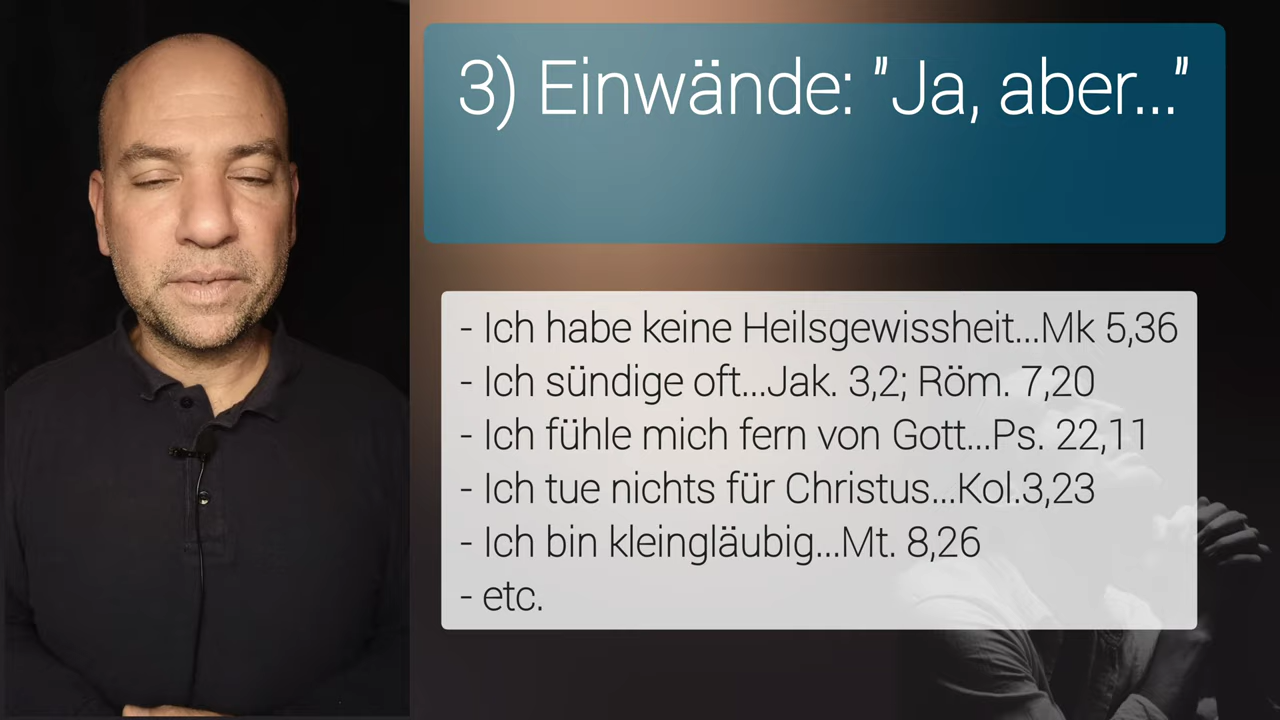 3) Einwände: "Ja, aber..."
- Ich habe keine Heilsgewissheit...Mk 5,36
- Ich sündige oft...Jak. 3,2; Röm. 7,20
- Ich fühle mich fern von Gott...Ps. 22,11
- Ich tue nichts für Christus...Kol.3,23
- Ich bin kleingläubig...Mt. 8,26
- etc.